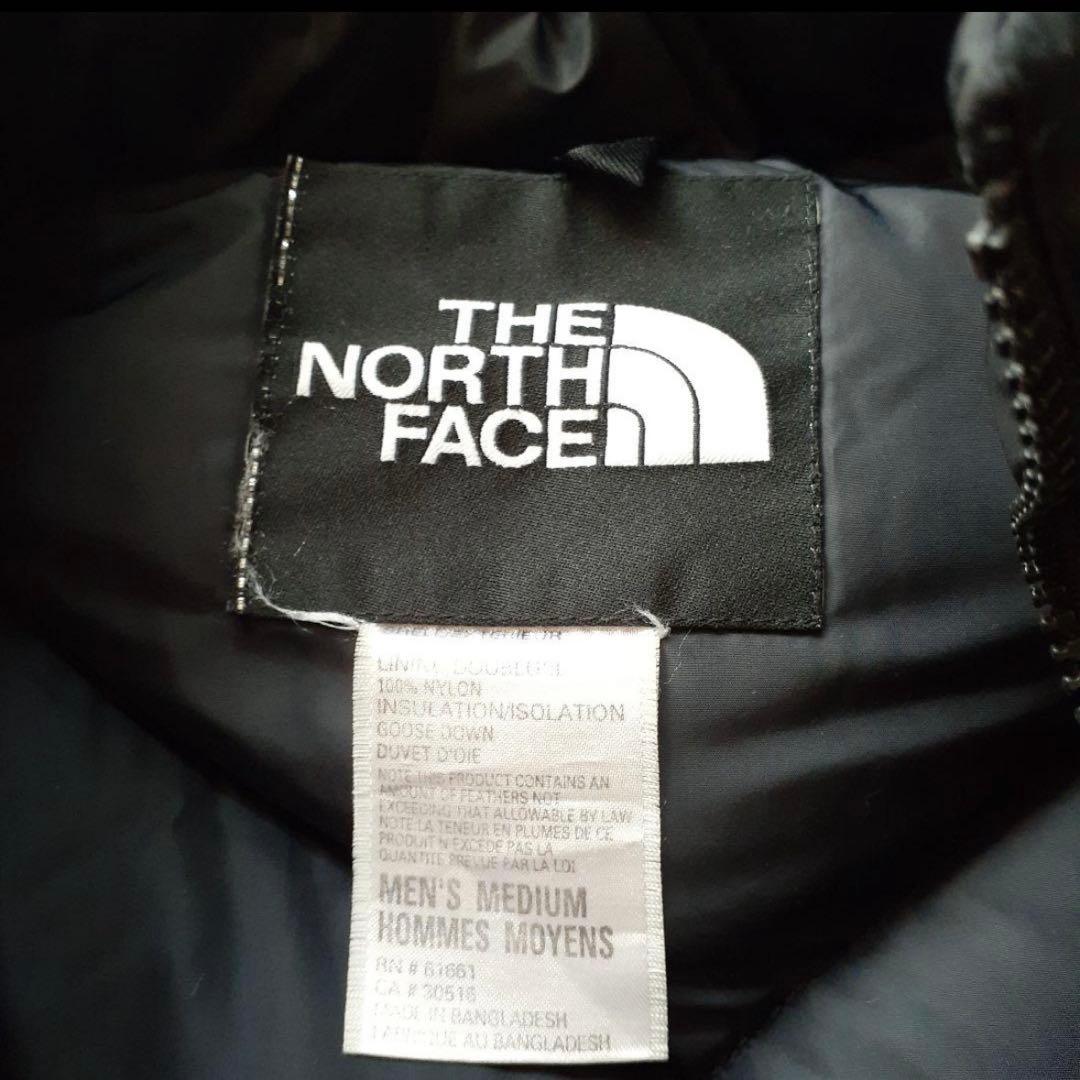 THE
NORTH
FACE
LINING DOUBLURE
100% NYLON
INSULATION/ISOLATION
GOOSE DOWN
DUVET D'OIE
NOTE THIS PRODUCT CONTAINS AN
AMOUNT OF FEATHERS NOT
EXCEEDING THAT ALLOWABLE BY LAW
NOTE LA TENEUR EN PLUMES DE CE
PRODUIT N EXCEDE PAS LA
QUANTITE PREVUE PAR LA LOI
MEN'S MEDIUM
HOMMES MOYENS
RN # 61661
CA # 30516
MADE IN BANGLADESH
FABRIQUE AU BANGLADESH